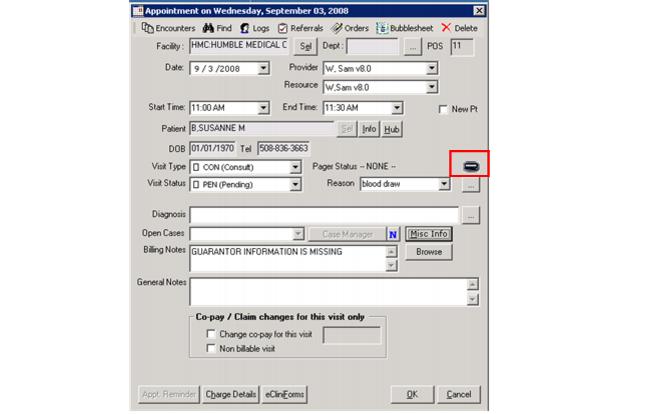 Appointment on Wednesday, September 03, 2008
Encounters Find Logs Referrals Orders Bubblesheet Delete
Facility : HMC:HUMBLE MEDICAL C Sel Dept : ... POS 11
Date: 9 / 3 /2008 Provider W, Sam v8.0
Resource W,Sam v8.0
Start Time: 11:00 AM End Time: 11:30 AM New Pt
Patient B,SUSANNE M Sel Info Hub
DOB 01/01/1970 Tel 508-836-3663
Visit Type CON (Consult) Pager Status -- NONE --
Visit Status PEN (Pending) Reason blood draw ...
Diagnosis ...
Open Cases Case Manager N Misc Info
Billing Notes GUARANTOR INFORMATION IS MISSING Browse
General Notes
Co-pay / Claim changes for this visit only
Change co-pay for this visit
Non billable visit
Appt. Reminder Charge Details eCliniForms OK Cancel